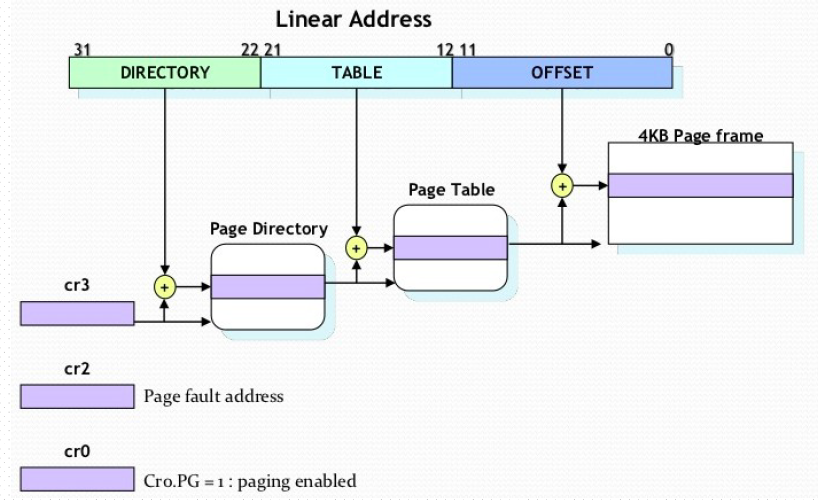 Linear Address
31 22 21 12 11 0
DIRECTORY TABLE OFFSET
4KB Page frame
+
Page Table
Page Directory
+
cr3
+
cr2
Page fault address
cr0
Cr0.PG = 1 : paging enabled